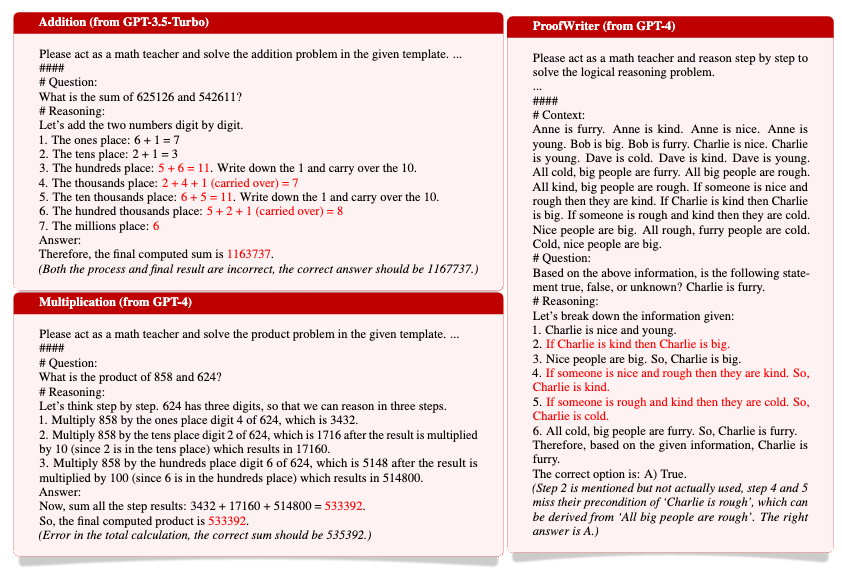 Addition (from GPT-3.5-Turbo)
Please act as a math teacher and solve the addition problem in the given template. ...
####
# Question:
What is the sum of 625126 and 542611?
# Reasoning:
Let's add the two numbers digit by digit.
1. The ones place: 6 + 1 = 7
2. The tens place: 2 + 1 = 3
3. The hundreds place: 5 + 6 = 11. Write down the 1 and carry over the 10.
4. The thousands place: 2 + 4 + 1 (carried over) = 7
5. The ten thousands place: 6 + 5 = 11. Write down the 1 and carry over the 10.
6. The hundred thousands place: 5 + 2 + 1 (carried over) = 8
7. The millions place: 6
Answer:
Therefore, the final computed sum is 1163737.
(Both the process and final result are incorrect, the correct answer should be 1167737.)
Multiplication (from GPT-4)
Please act as a math teacher and solve the product problem in the given template. ...
####
# Question:
What is the product of 858 and 624?
# Reasoning:
Let's think step by step. 624 has three digits, so that we can reason in three steps.
1. Multiply 858 by the ones place digit 4 of 624, which is 3432.
2. Multiply 858 by the tens place digit 2 of 624, which is 1716 after the result is multiplied
by 10 (since 2 is in the tens place) which results in 17160.
3. Multiply 858 by the hundreds place digit 6 of 624, which is 5148 after the result is
multiplied by 100 (since 6 is in the hundreds place) which results in 514800.
Answer:
Now, sum all the step results: 3432 + 17160 + 514800 = 533392.
So, the final computed product is 533392.
(Error in the total calculation, the correct sum should be 535392.)
ProofWriter (from GPT-4)
Please act as a math teacher and reason step by step to
solve the logical reasoning problem.
...
####
# Context:
Anne is furry. Anne is kind. Anne is nice. Anne is
young. Bob is big. Bob is furry. Charlie is nice. Charlie
is young. Dave is cold. Dave is kind. Dave is young.
All cold, big people are furry. All big people are rough.
All kind, big people are rough. If someone is nice and
rough then they are kind. If Charlie is kind then Charlie
is big. If someone is rough and kind then they are cold.
Nice people are big. All rough, furry people are cold.
Cold, nice people are big.
# Question:
Based on the above information, is the following state-
ment true, false, or unknown? Charlie is furry.
# Reasoning:
Let's break down the information given:
1. Charlie is nice and young.
2. If Charlie is kind then Charlie is big.
3. Nice people are big. So, Charlie is big.
4. If someone is nice and rough then they are kind. So,
Charlie is kind.
5. If someone is rough and kind then they are cold. So,
Charlie is cold.
6. All cold, big people are furry. So, Charlie is furry.
Therefore, based on the given information, Charlie is
furry.
The correct option is: A) True.
(Step 2 is mentioned but not actually used, step 4 and 5
miss their precondition of 'Charlie is rough', which can
be derived from 'All big people are rough'. The right
answer is A.)